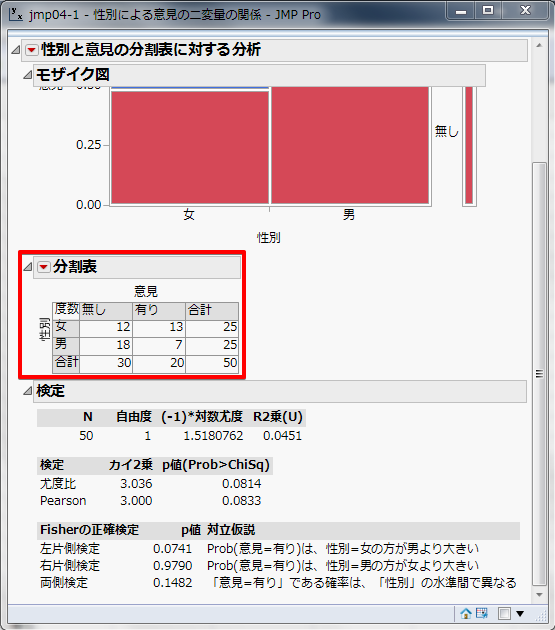 jmp04-1 - 性別による意見の二変量の関係 - JMP Pro
性別と意見の分割表に対する分析
モザイク図
0.25
0.00
無し
女 男
性別
分割表
意見
性別
度数 無し 有り 合計
女 12 13 25
男 18 7 25
合計 30 20 50
検定
N 自由度 (-1)*対数尤度 R2乗(U)
50 1 1.5180762 0.0451
検定 カイ2乗 p値(Prob>ChiSq)
尤度比 3.036 0.0814
Pearson 3.000 0.0833
Fisherの正確検定 p値 対立仮説
左片側検定 0.0741 Prob(意見=有り)は、性別=女の方が男より大きい
右片側検定 0.9790 Prob(意見=有り)は、性別=男の方が女より大きい
両側検定 0.1482 「意見=有り」である確率は、「性別」の水準間で異なる